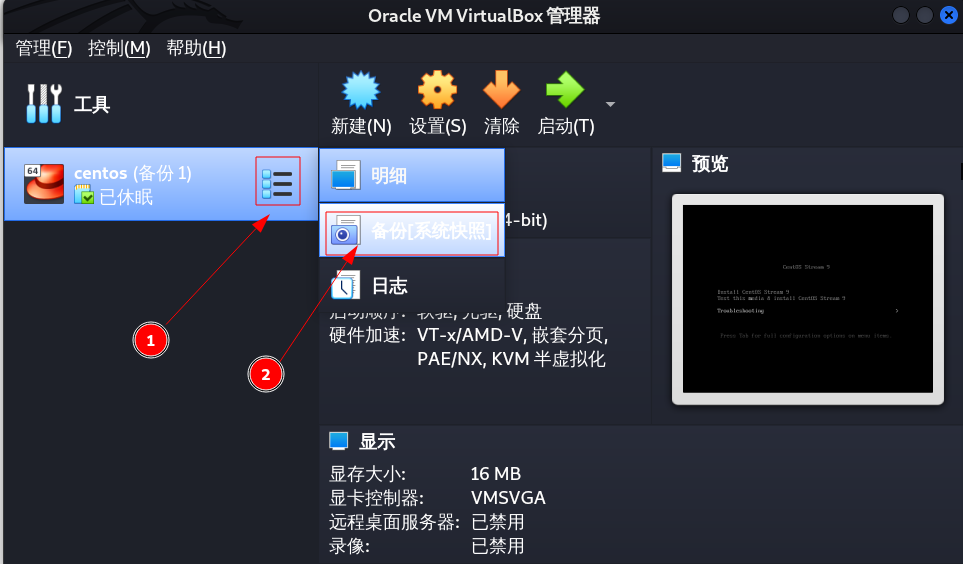 Oracle VM VirtualBox 管理器
管理(F) 控制(M) 帮助(H)
工具
新建(N) 设置(S) 清除 启动(T)
64
centos (备份 1)
已休眠
明细
备份[系统快照]
日志
4-bit)
启动顺序: 软驱, 光驱, 硬盘
硬件加速: VT-x/AMD-V, 嵌套分页,
PAE/NX, KVM 半虚拟化
1
2
预览
CentOS Stream 9
Install CentOS Stream 9
Test this media & install CentOS Stream 9
Troubleshooting >
Press Tab for full configuration options on menu items.
显示
显存大小: 16 MB
显卡控制器: VMSVGA
远程桌面服务器: 已禁用
录像: 已禁用